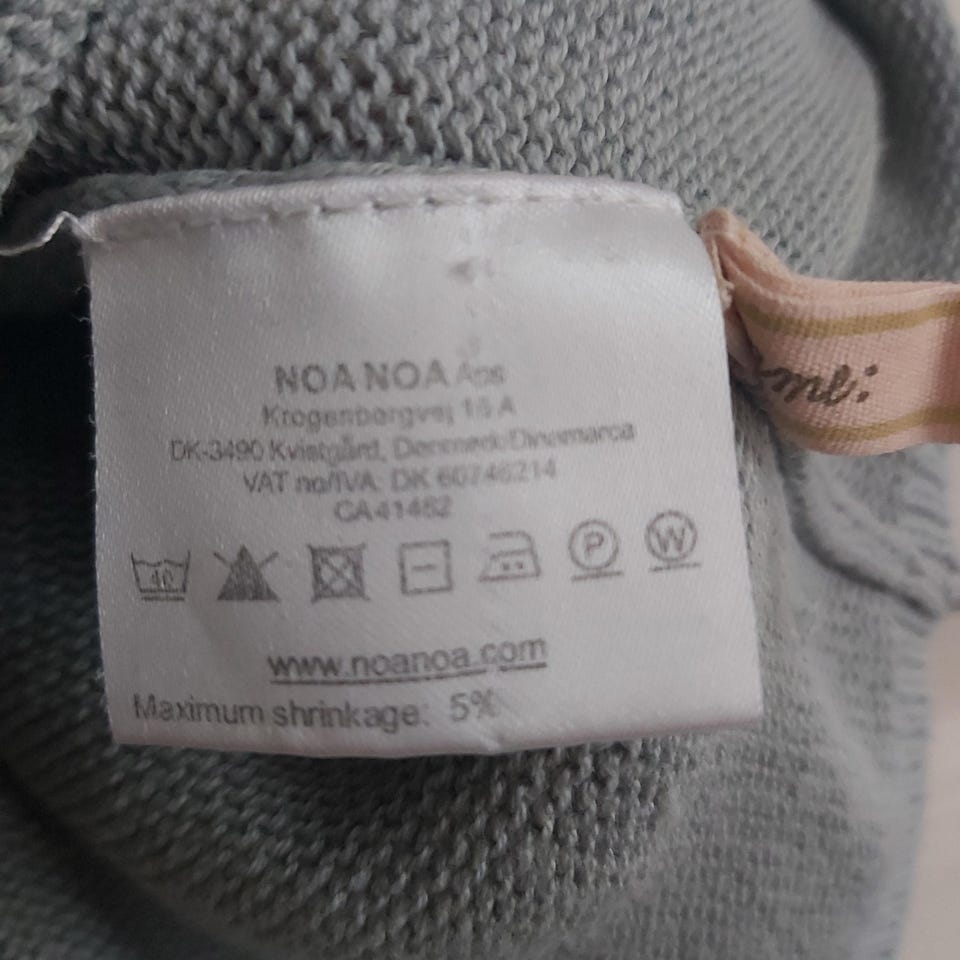 NOA NOA Aps
Krogenbergvej 15 A
DK-3490 Kvistgård, Denmark/Dinamarca
VAT no/IVA: DK 60746214
CA41482
40
P
W
www.noanoa.com
Maximum shrinkage: 5%